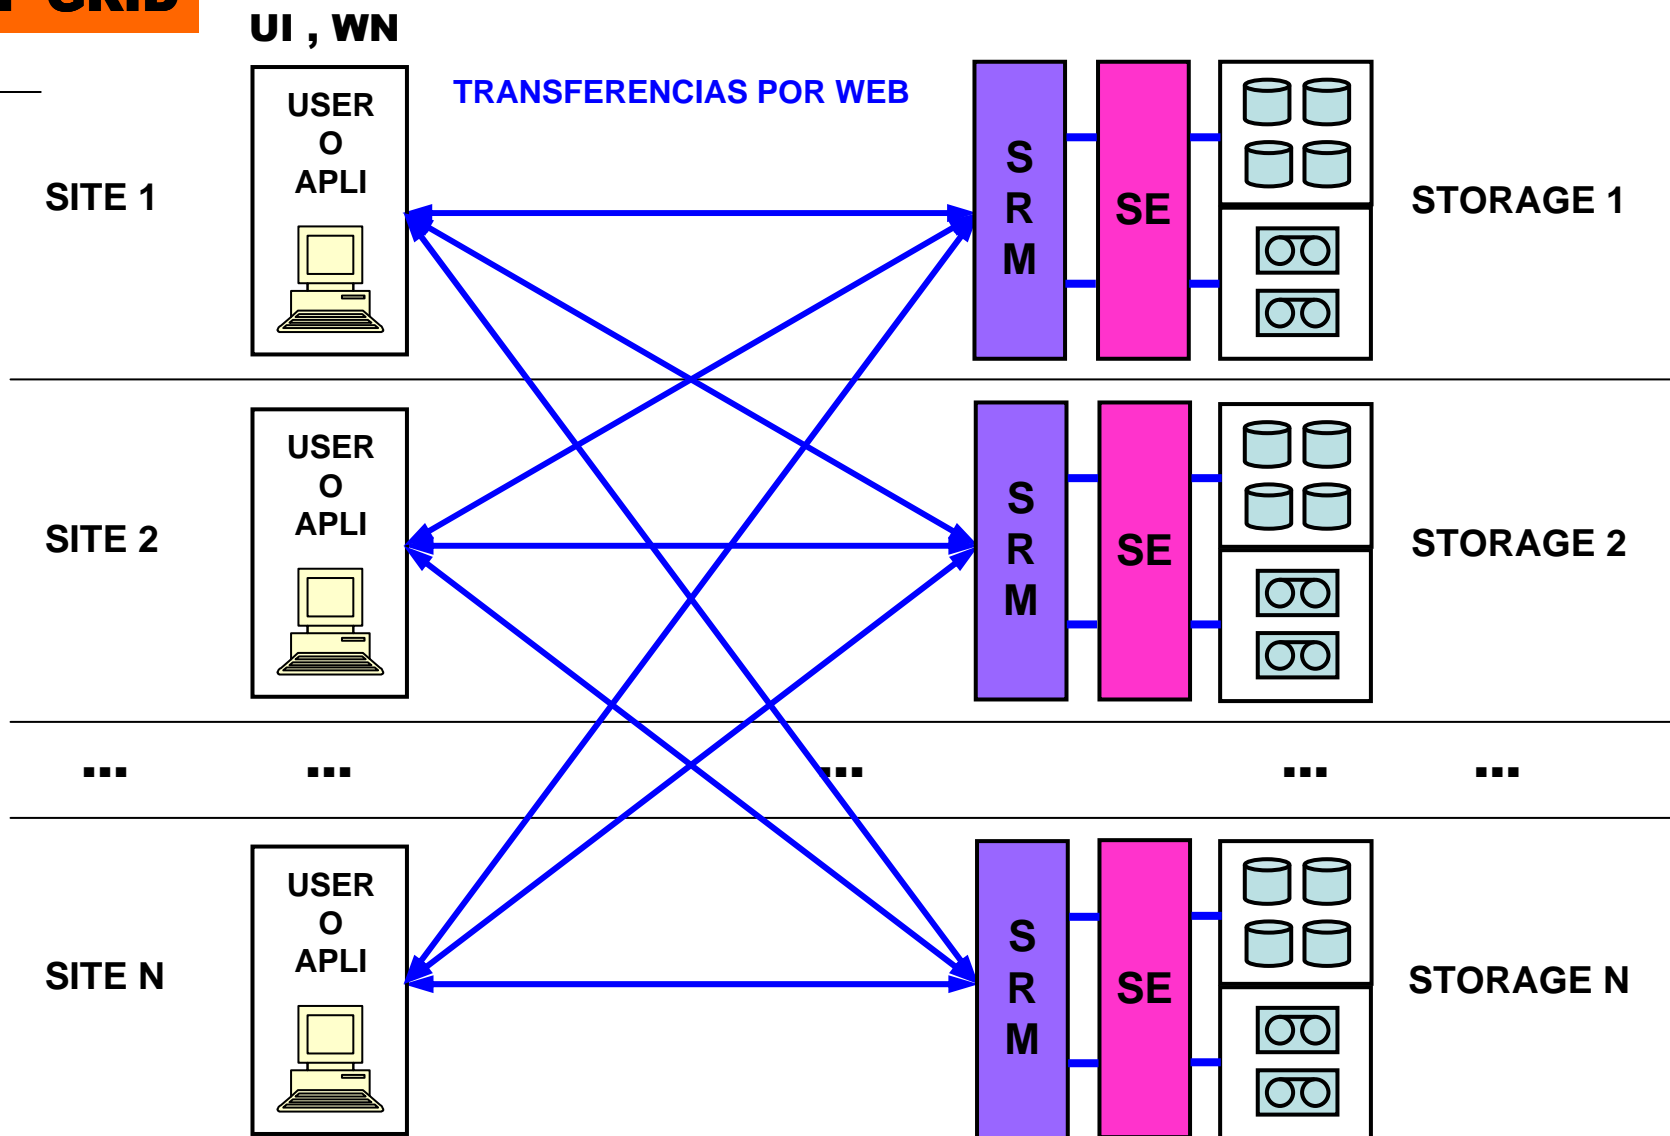 GRID
UI , WN
TRANSFERENCIAS POR WEB
SITE 1
USER
O
APLI
S
R
M
SE
STORAGE 1
SITE 2
USER
O
APLI
S
R
M
SE
STORAGE 2
... ... ... ... ...
SITE N
USER
O
APLI
S
R
M
SE
STORAGE N